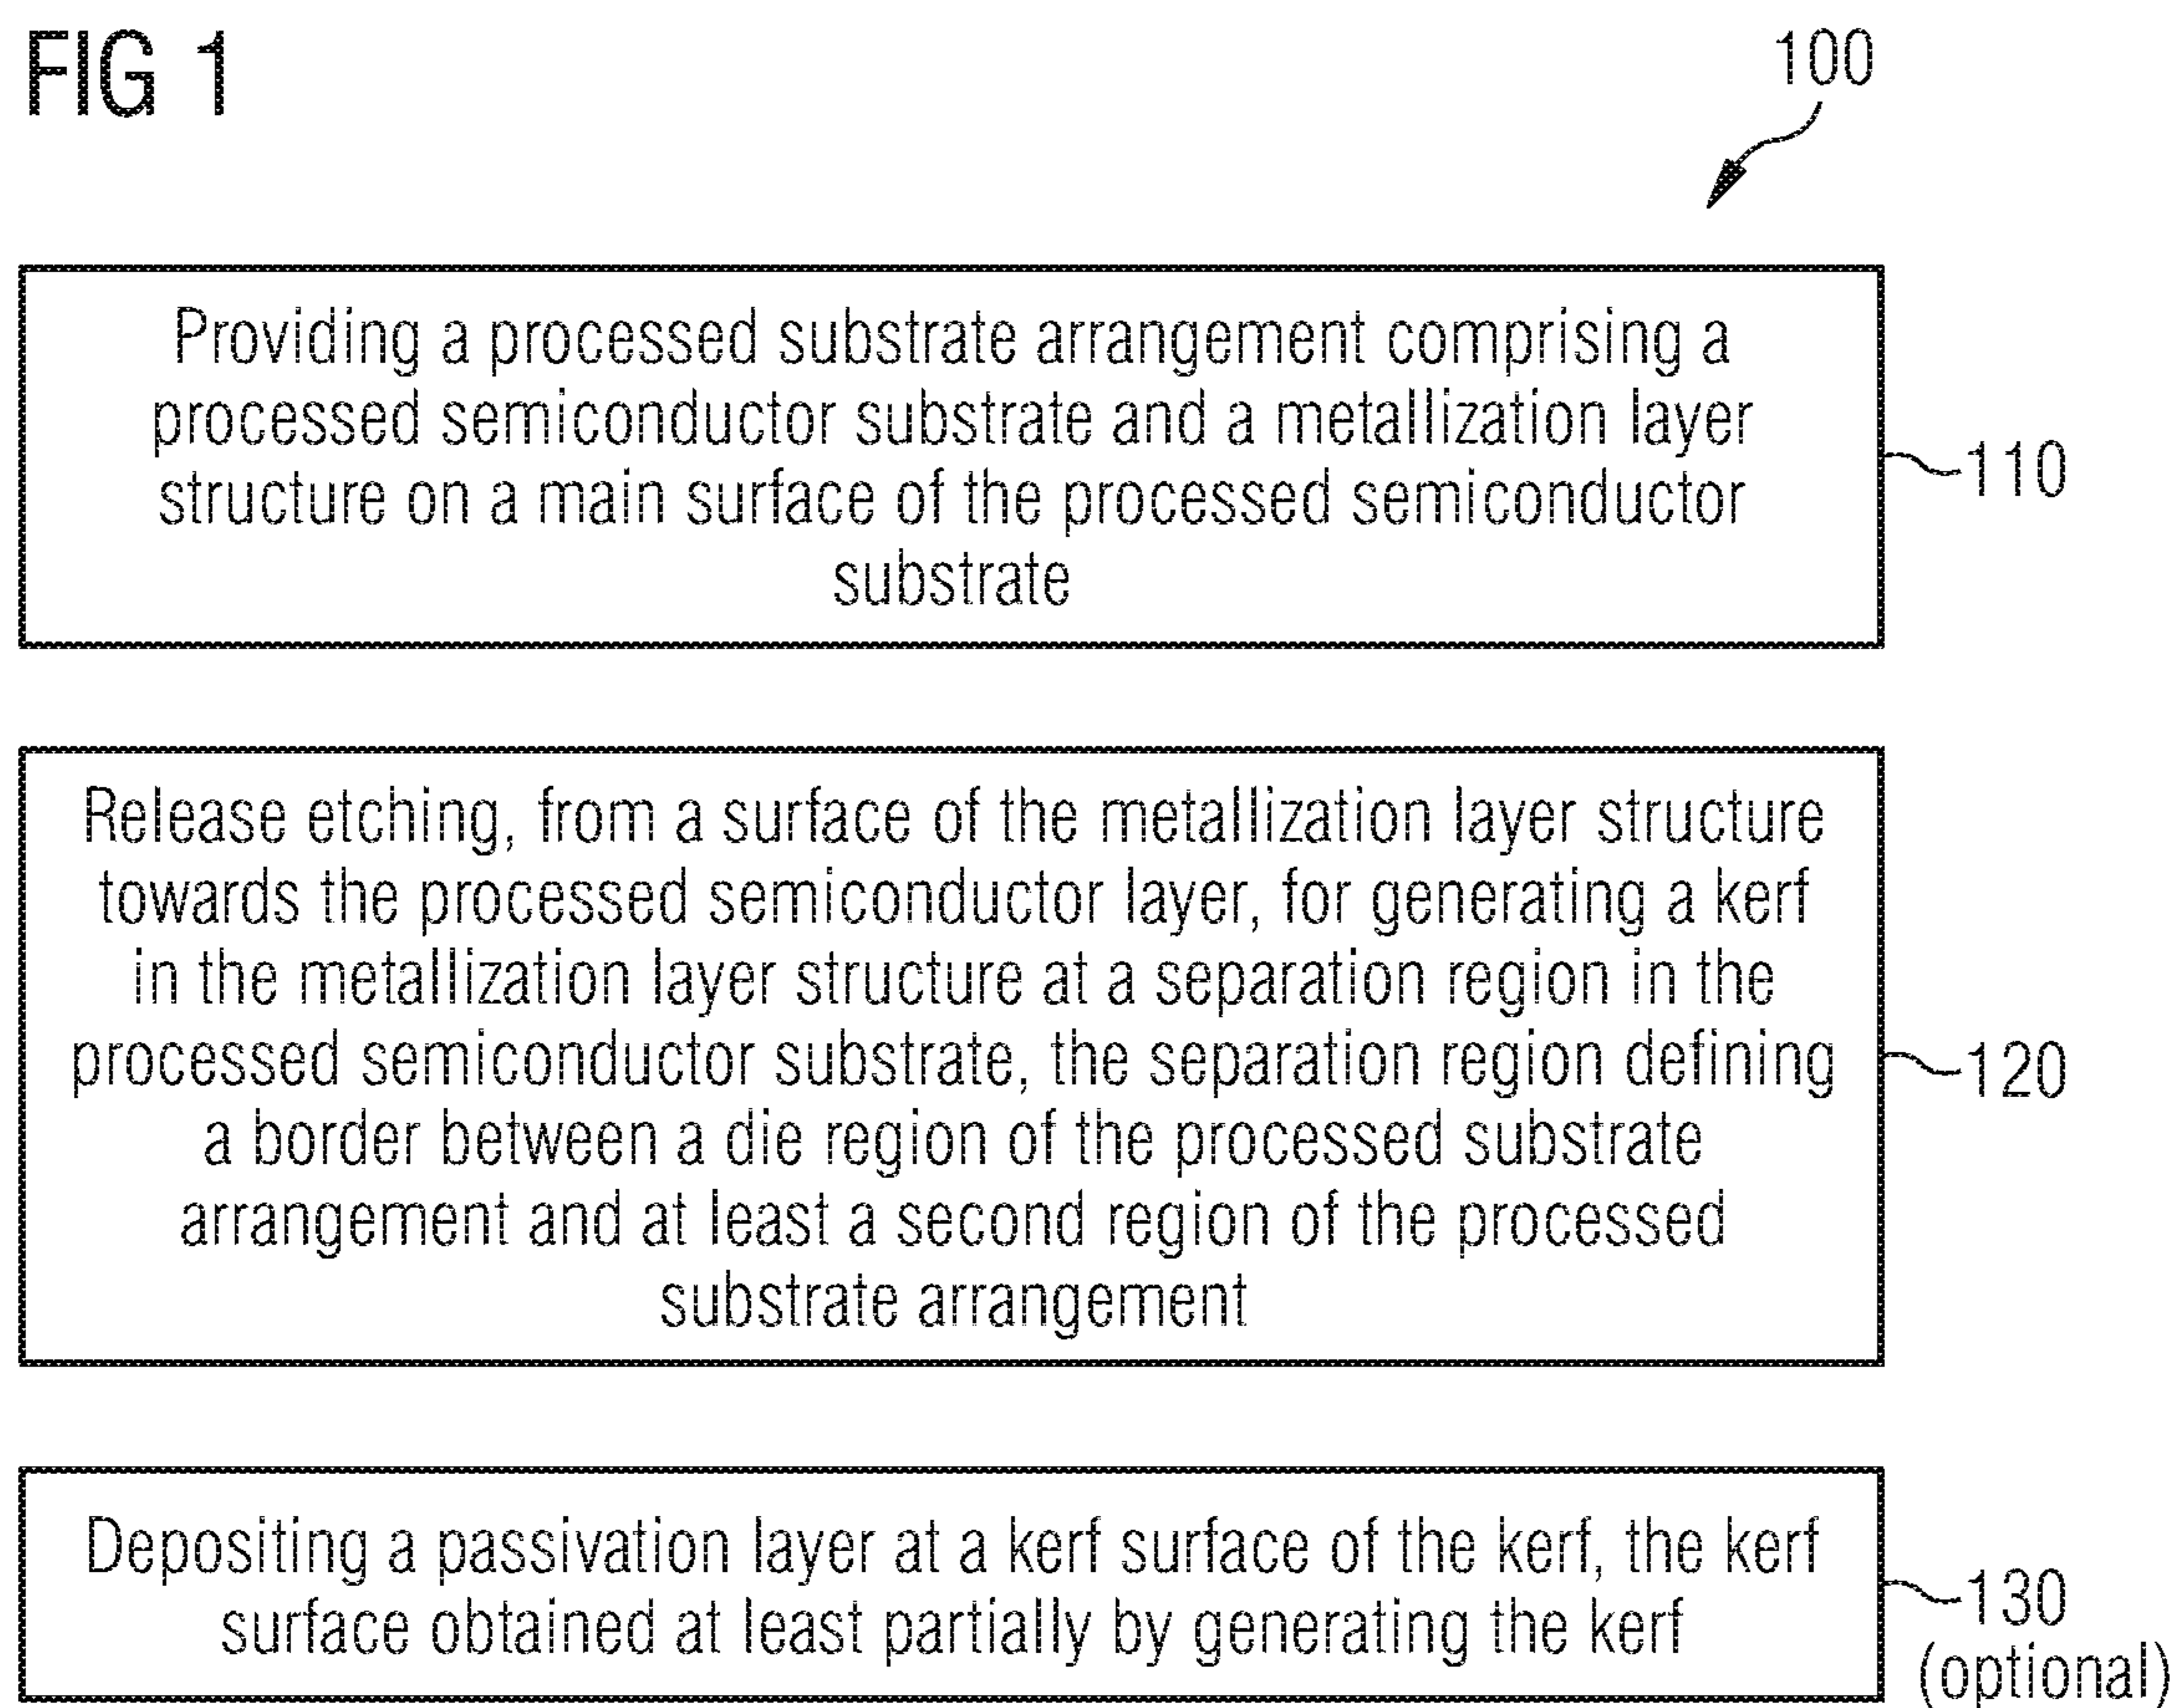 FIG 1
100
Providing a processed substrate arrangement comprising a
processed semiconductor substrate and a metallization layer
structure on a main surface of the processed semiconductor
substrate
110
Release etching, from a surface of the metallization layer structure
towards the processed semiconductor layer, for generating a kerf
in the metallization layer structure at a separation region in the
processed semiconductor substrate, the separation region defining
a border between a die region of the processed substrate
arrangement and at least a second region of the processed
substrate arrangement
120
Depositing a passivation layer at a kerf surface of the kerf, the kerf
surface obtained at least partially by generating the kerf
130
(optional)